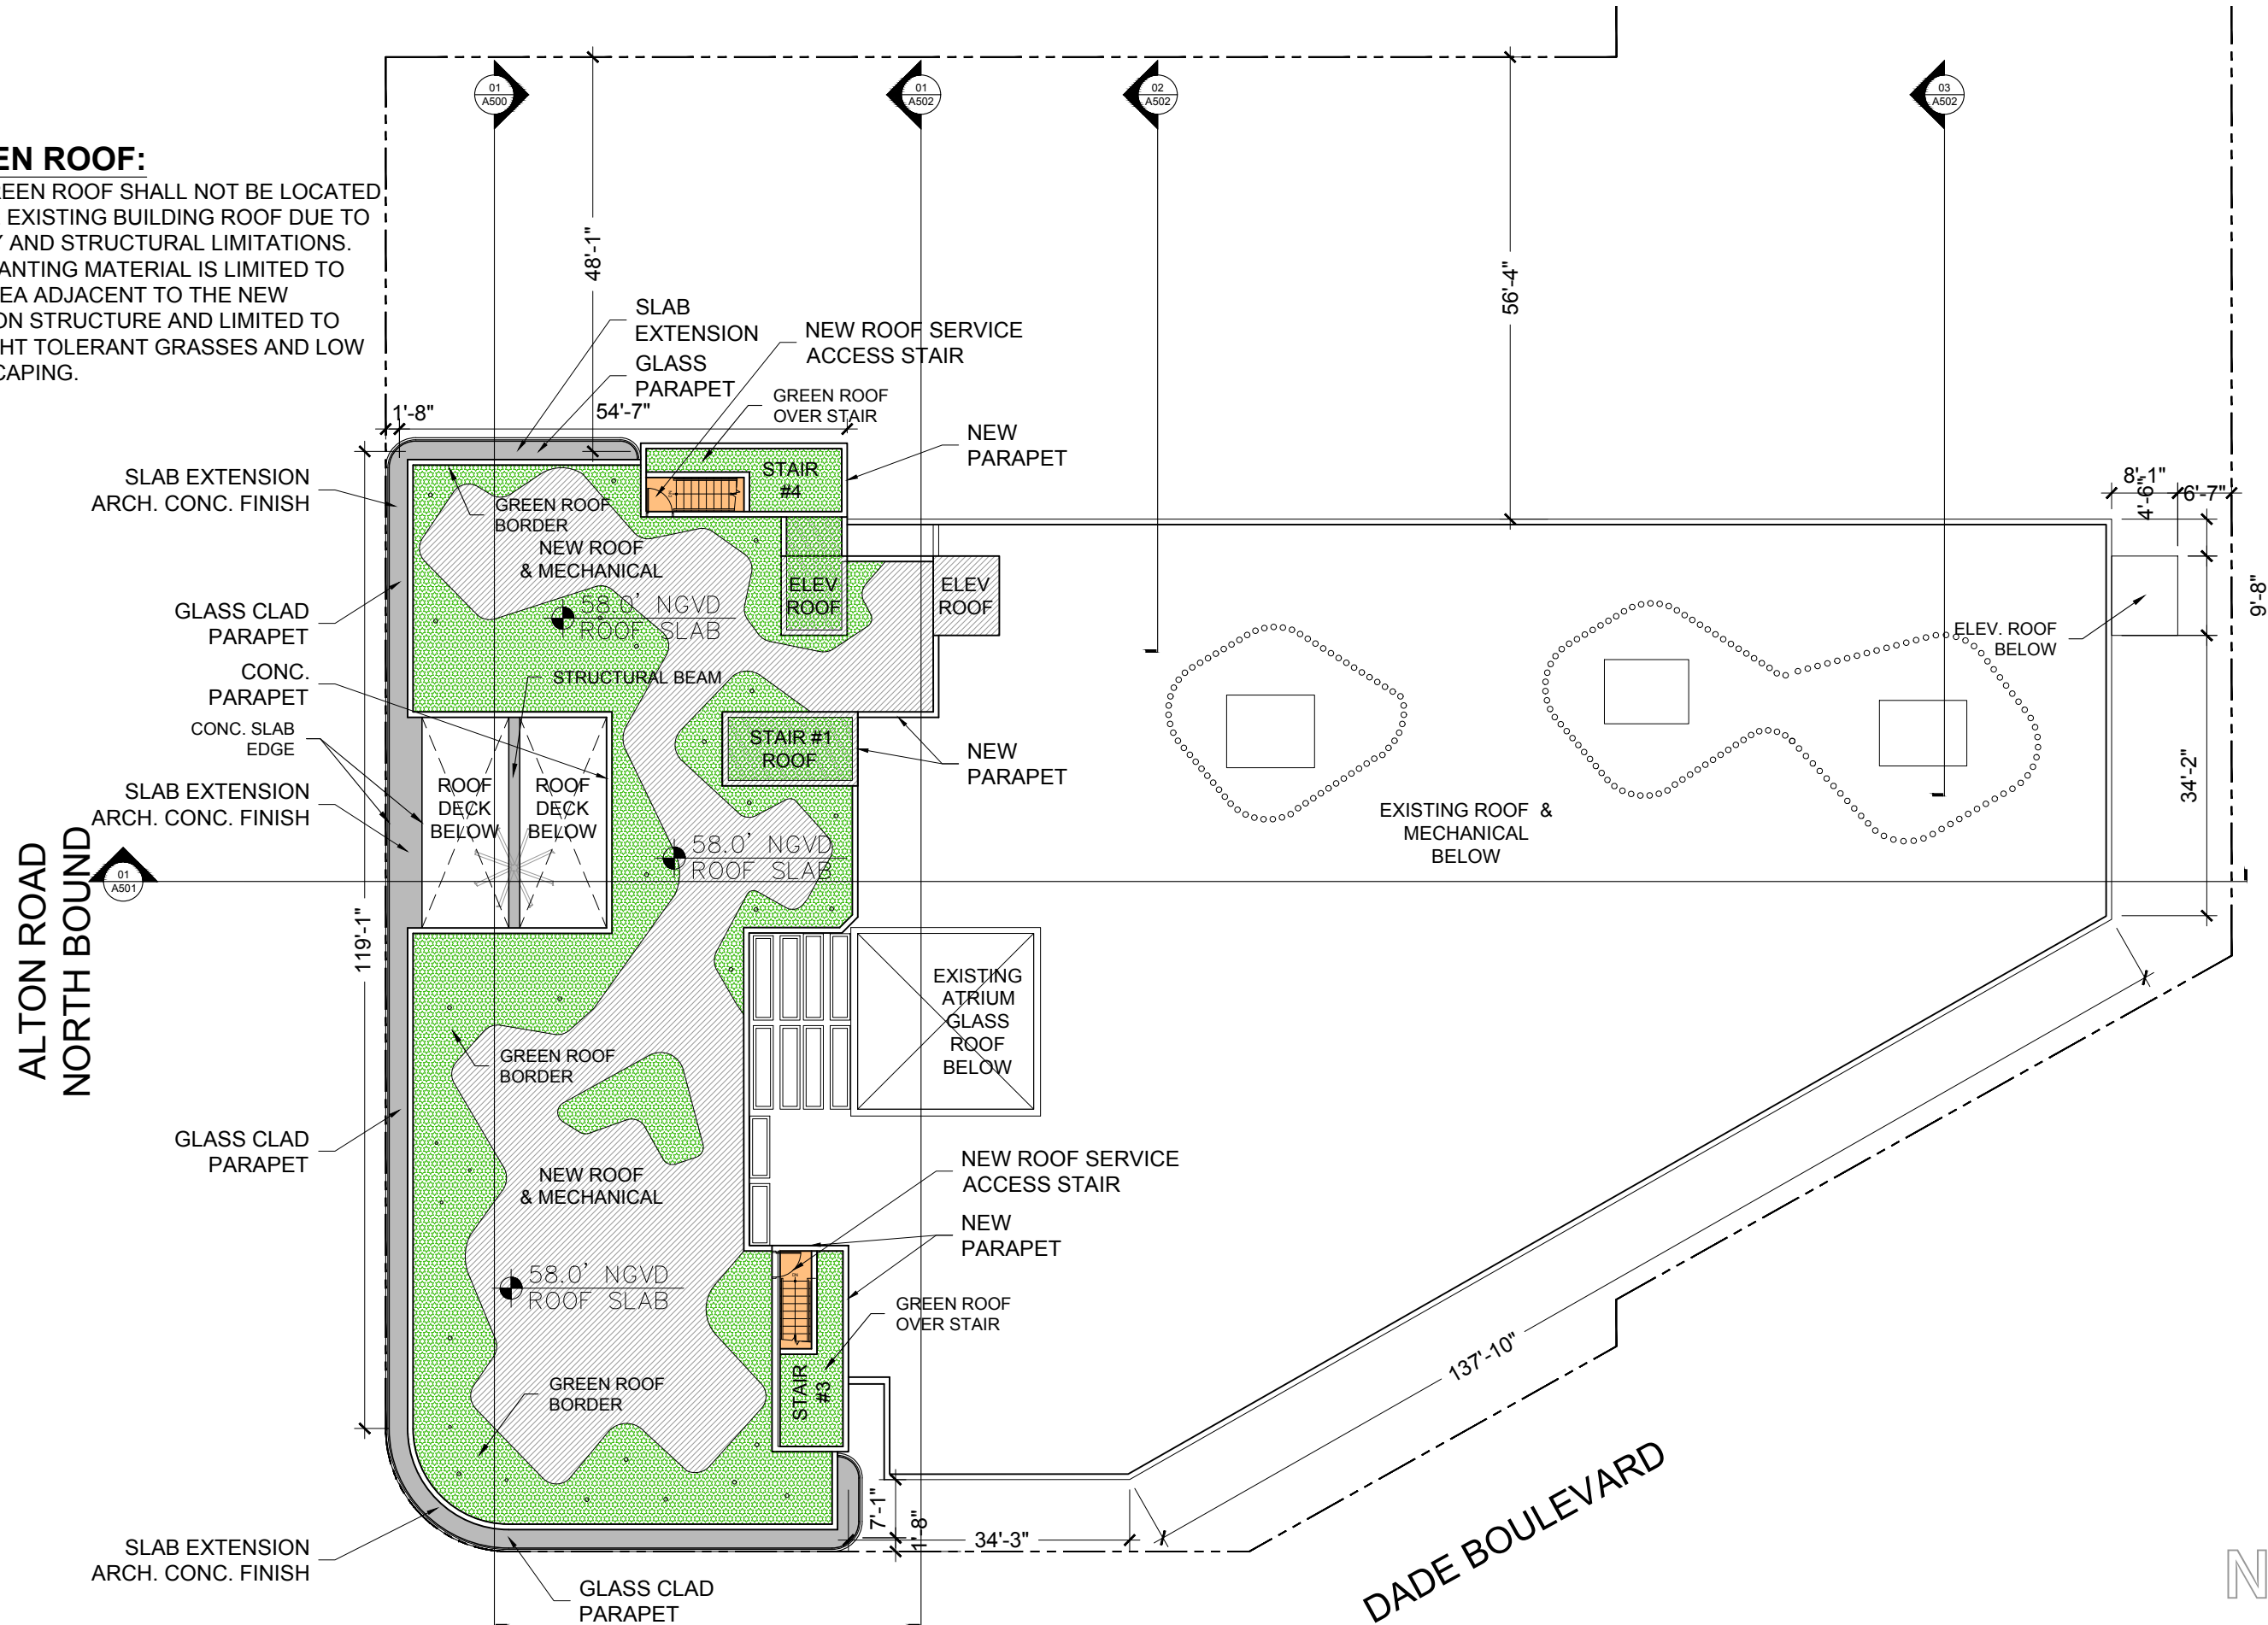 01
A500
01
A502
02
A502
03
A502
EN ROOF:
REEN ROOF SHALL NOT BE LOCATED
EXISTING BUILDING ROOF DUE TO
Y AND STRUCTURAL LIMITATIONS.
ANTING MATERIAL IS LIMITED TO
EA ADJACENT TO THE NEW
ON STRUCTURE AND LIMITED TO
HT TOLERANT GRASSES AND LOW
CAPING.
48'-1"
56'-4"
SLAB
EXTENSION
GLASS
PARAPET
NEW ROOF SERVICE
ACCESS STAIR
GREEN ROOF
OVER STAIR
1'-8"
54'-7"
NEW
PARAPET
SLAB EXTENSION
ARCH. CONC. FINISH
STAIR
#4
GREEN ROOF
BORDER
NEW ROOF
& MECHANICAL
8'-1"
4'-6"
6'-7"
9'-8"
ELEV
ROOF
ELEV
ROOF
GLASS CLAD
PARAPET
58.0' NGVD
ROOF SLAB
ELEV. ROOF
BELOW
CONC.
PARAPET
STRUCTURAL BEAM
CONC. SLAB
EDGE
STAIR #1
ROOF
NEW
PARAPET
34'-2"
SLAB EXTENSION
ARCH. CONC. FINISH
ROOF
DECK
BELOW
ROOF
DECK
BELOW
EXISTING ROOF &
MECHANICAL
BELOW
58.0' NGVD
ROOF SLAB
ALTON ROAD
NORTH BOUND
01
A501
119'-1"
EXISTING
ATRIUM
GLASS
ROOF
BELOW
GREEN ROOF
BORDER
GLASS CLAD
PARAPET
NEW ROOF
& MECHANICAL
NEW ROOF SERVICE
ACCESS STAIR
NEW
PARAPET
58.0' NGVD
ROOF SLAB
GREEN ROOF
OVER STAIR
STAIR
#3
GREEN ROOF
BORDER
137'-10"
7'-1"
1'-8"
34'-3"
DADE BOULEVARD
SLAB EXTENSION
ARCH. CONC. FINISH
GLASS CLAD
PARAPET
N